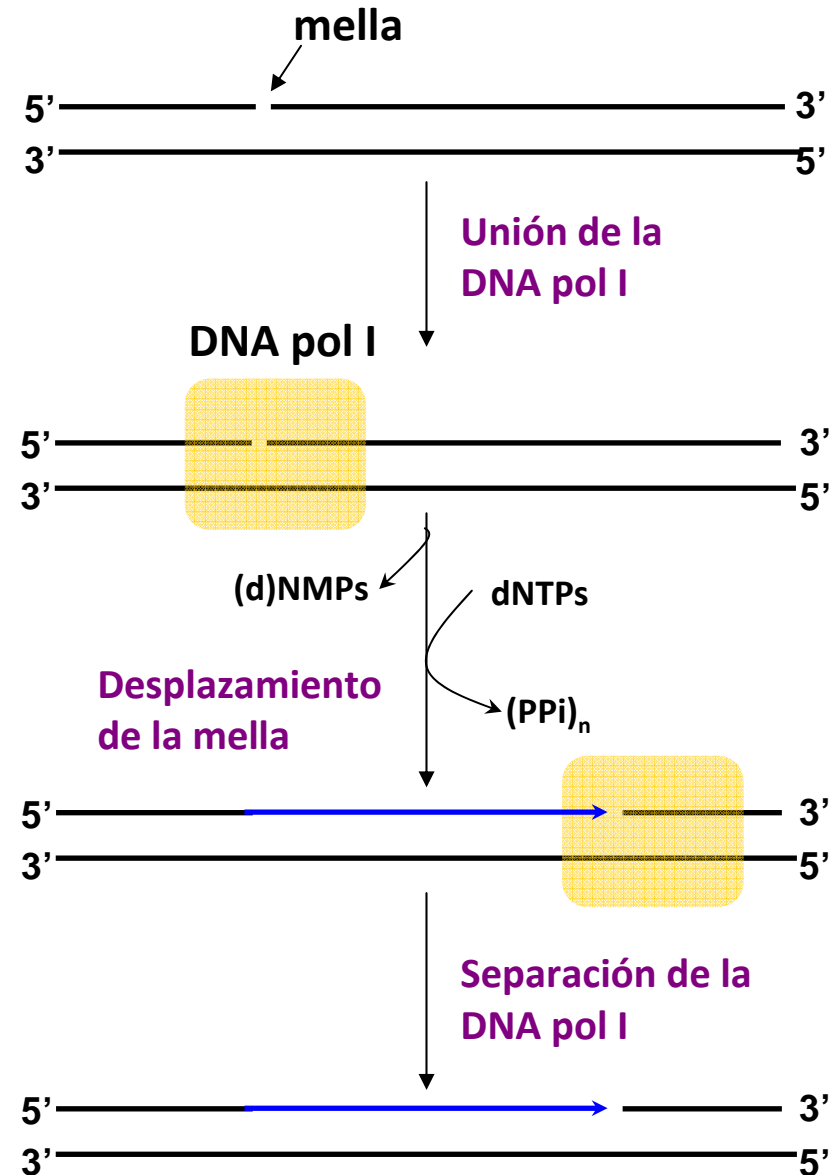 mella
5’
3’
3’
5’
Unión de la
DNA pol I
DNA pol I
5’
3’
3’
5’
(d)NMPs
dNTPs
Desplazamiento
de la mella
(PPi)n
5’
3’
3’
5’
Separación de la
DNA pol I
5’
3’
3’
5’